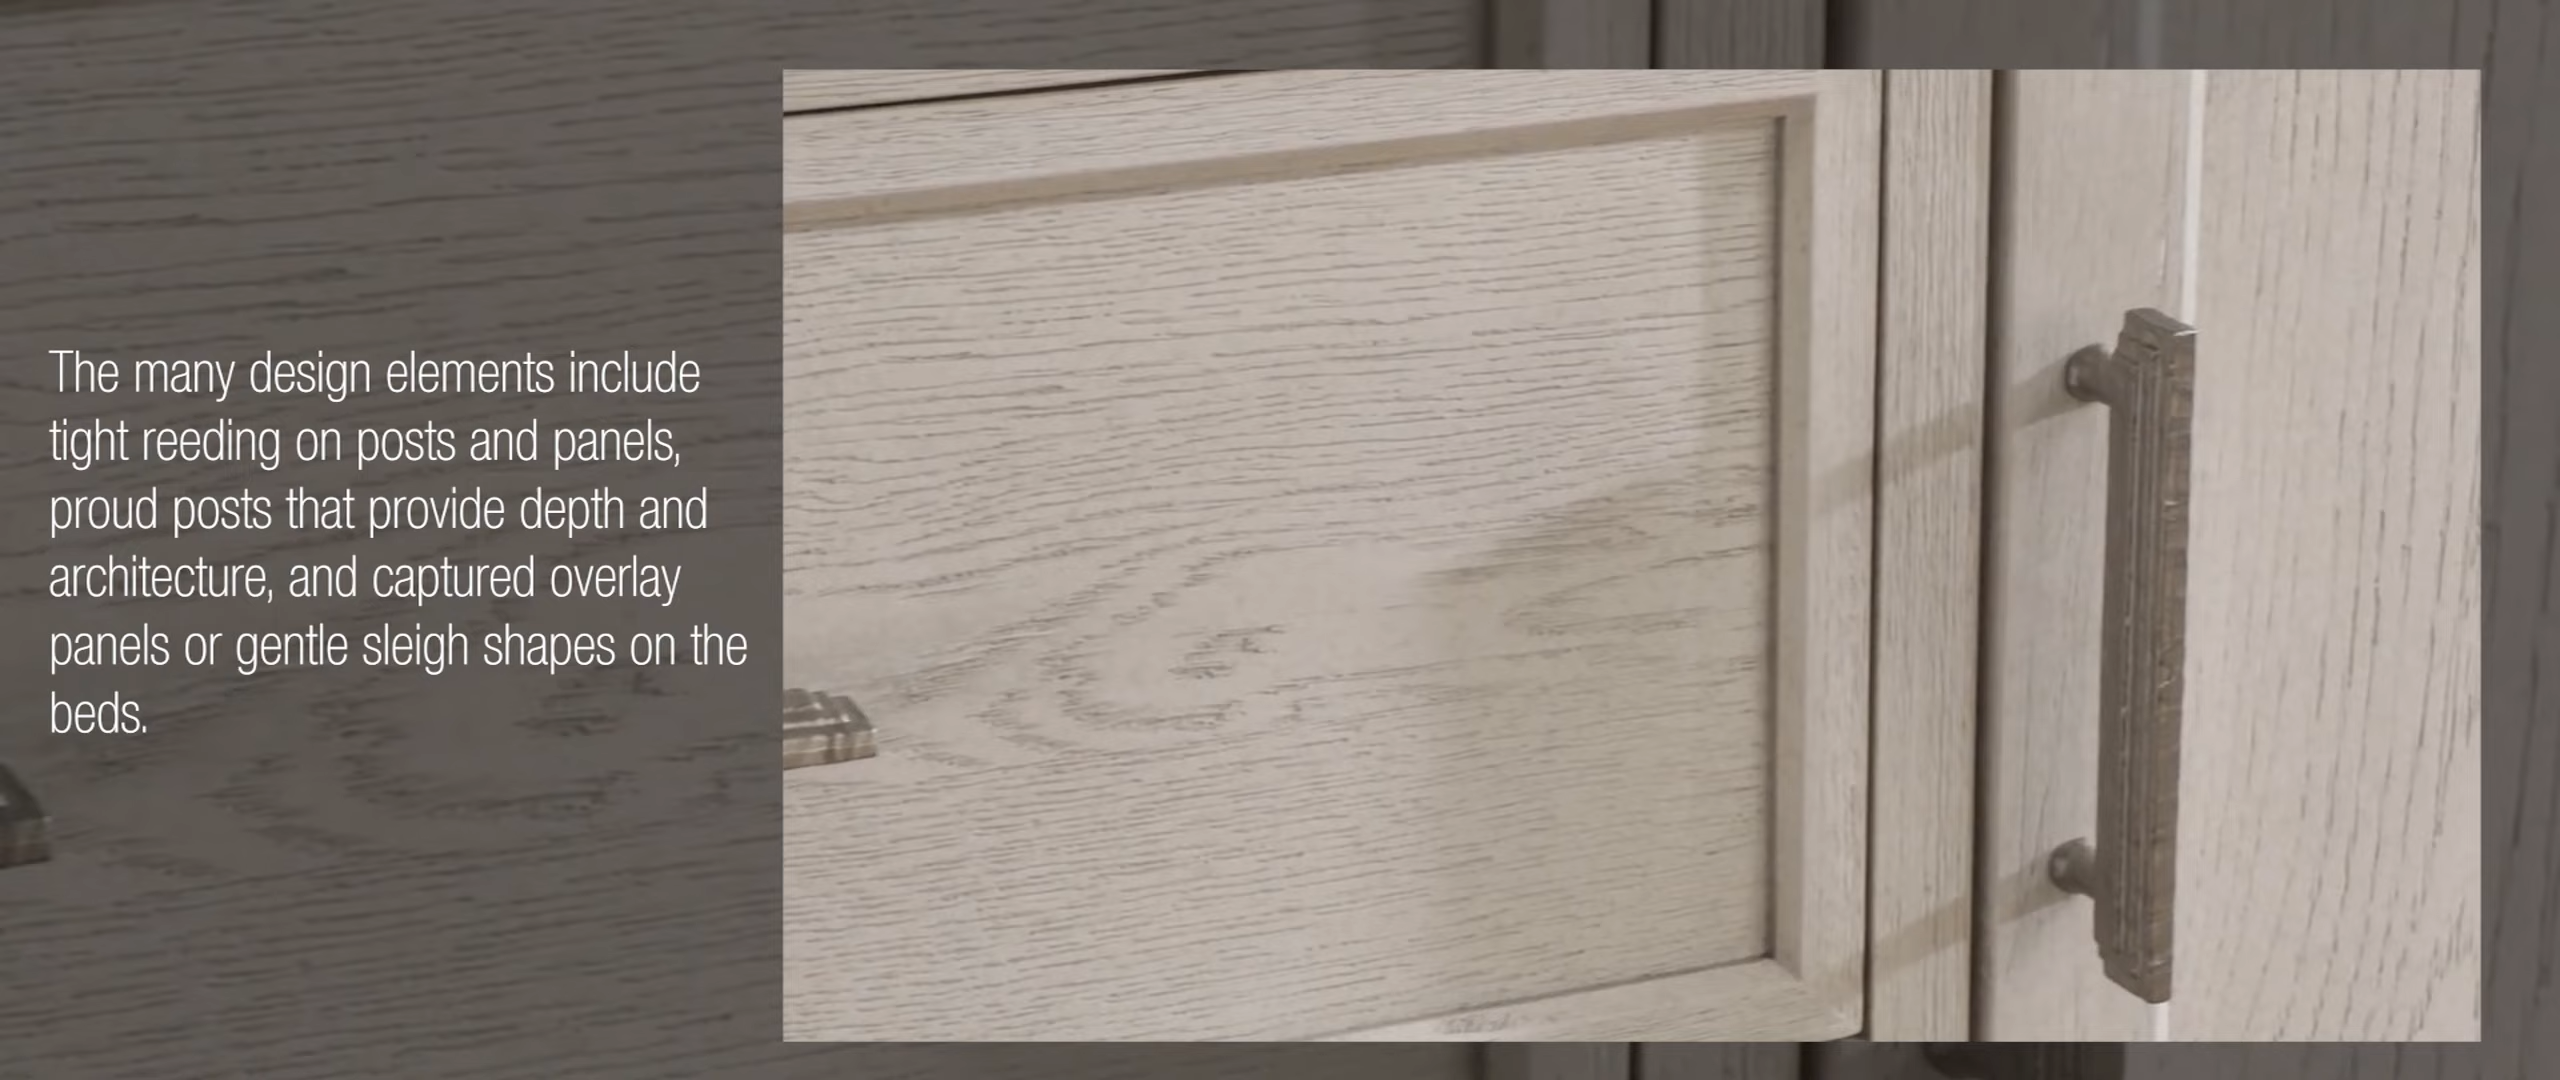 The many design elements include
tight reeding on posts and panels,
proud posts that provide depth and
architecture, and captured overlay
panels or gentle sleigh shapes on the
beds.